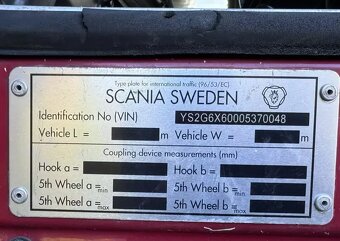 Type plate for international traffic (96/53/EC)
SCANIA SWEDEN
Identification No (VIN) YS2G6X60005370048
Vehicle L = m Vehicle W = m
Coupling device measurements (mm)
Hook a = Hook b =
5th Wheel a = min 5th Wheel b = min
5th Wheel a = max 5th Wheel b = max